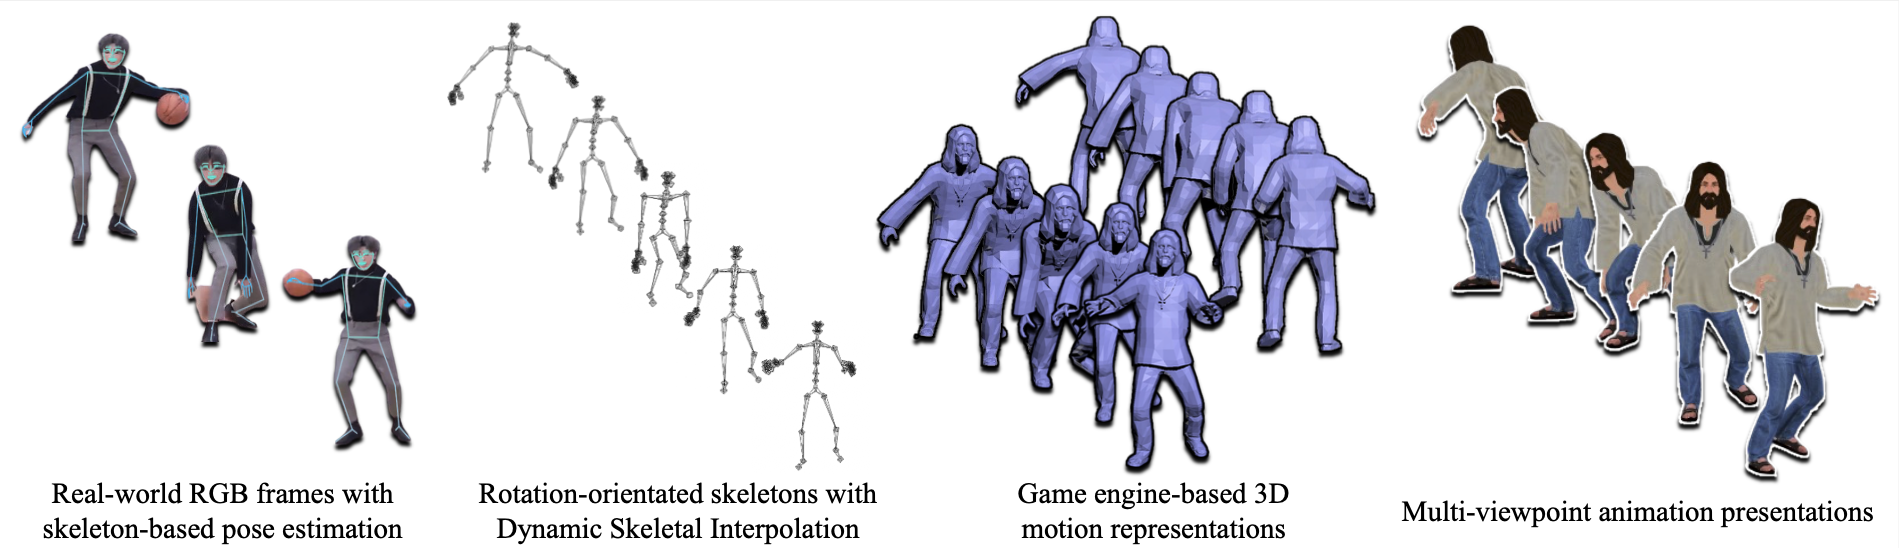 Real-world RGB frames with
skeleton-based pose estimation
Rotation-orientated skeletons with
Dynamic Skeletal Interpolation
Game engine-based 3D
motion representations
Multi-viewpoint animation presentations